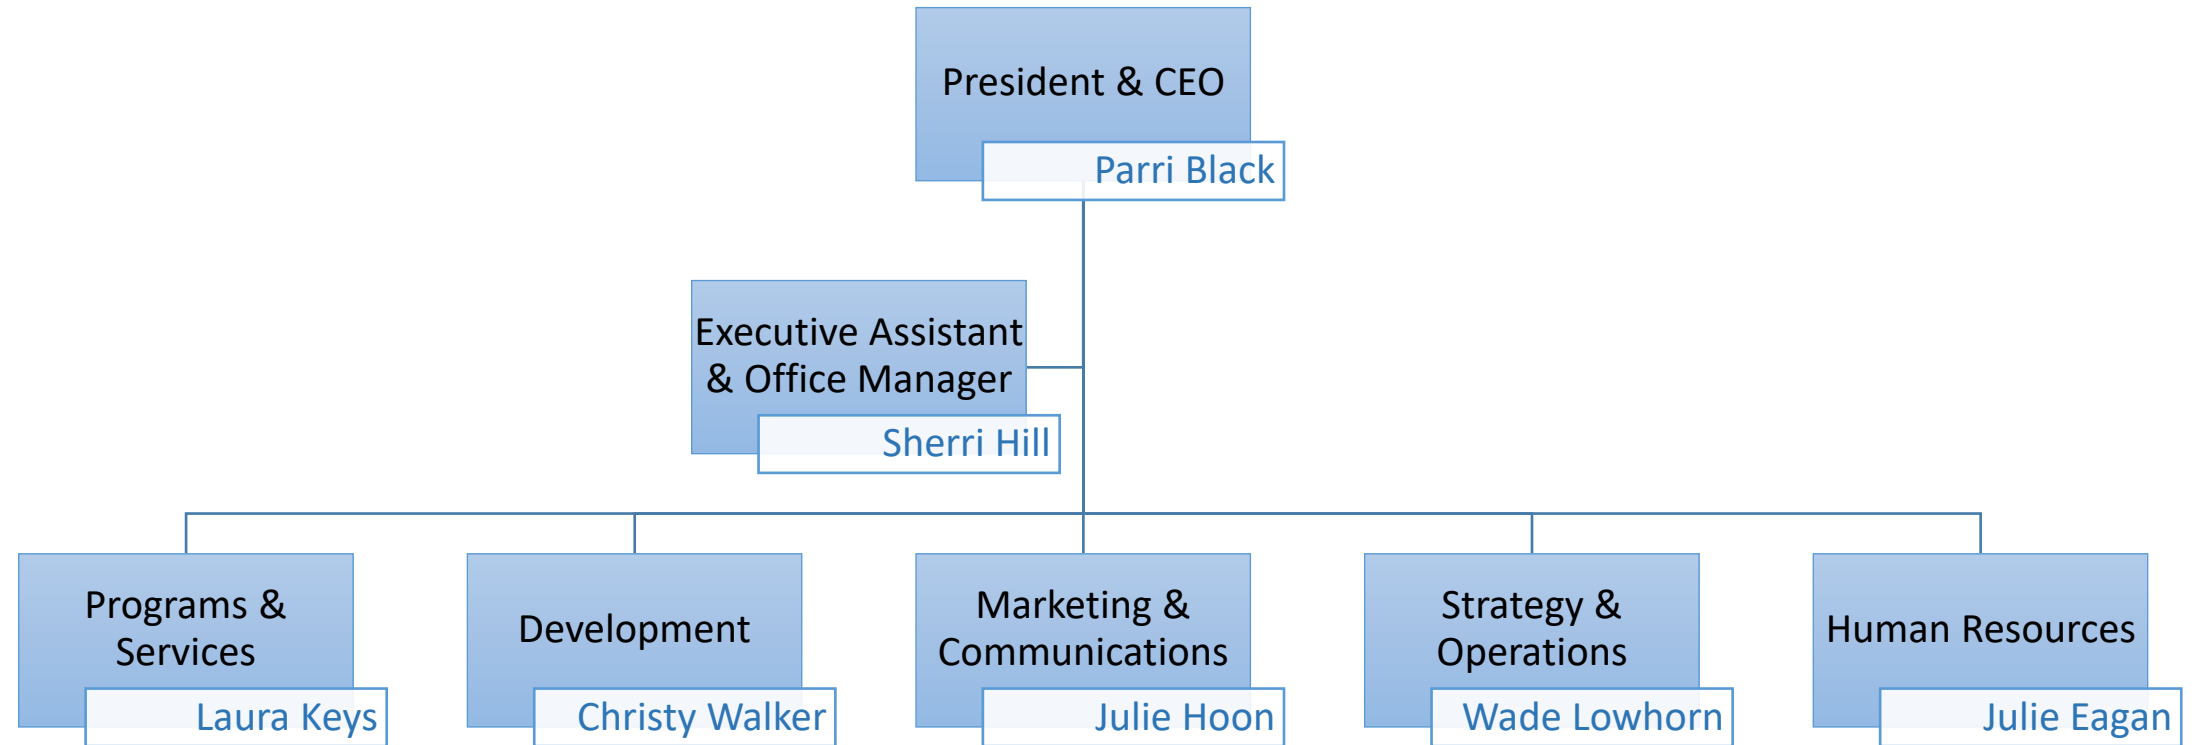 President & CEO
Parri Black
Executive Assistant
& Office Manager
Sherri Hill
Programs &
Services
Laura Keys
Development
Christy Walker
Marketing &
Communications
Julie Hoon
Strategy &
Operations
Wade Lowhorn
Human Resources
Julie Eagan